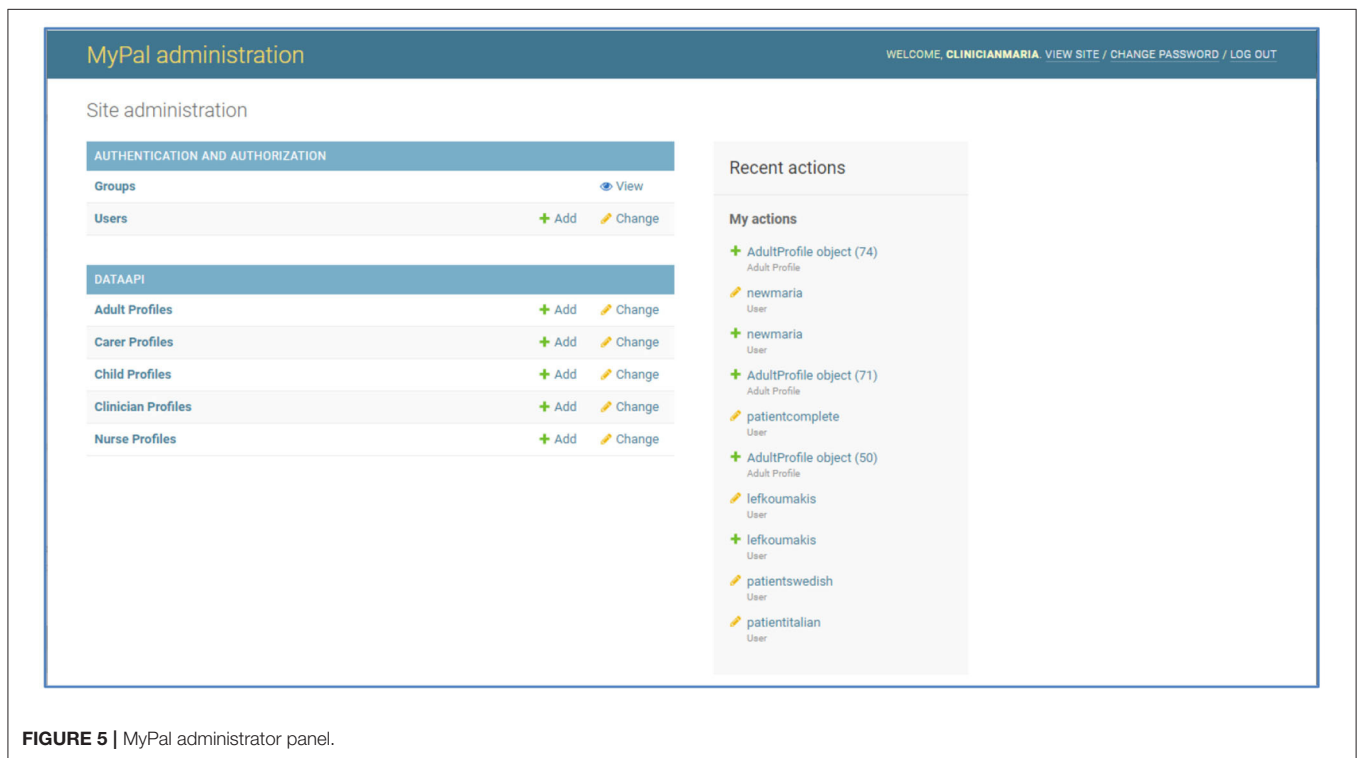 MyPal administration
WELCOME, CLINICIANMARIA. VIEW SITE / CHANGE PASSWORD / LOG OUT
Site administration
AUTHENTICATION AND AUTHORIZATION
Groups View
Users Add Change
DATAAPI
Adult Profiles Add Change
Carer Profiles Add Change
Child Profiles Add Change
Clinician Profiles Add Change
Nurse Profiles Add Change
Recent actions
My actions
AdultProfile object (74)
Adult Profile
newmaria
User
newmaria
User
AdultProfile object (71)
Adult Profile
patientcomplete
User
AdultProfile object (50)
Adult Profile
lefkoumakis
User
lefkoumakis
User
patientswedish
User
patientitalian
User
FIGURE 5 | MyPal administrator panel.